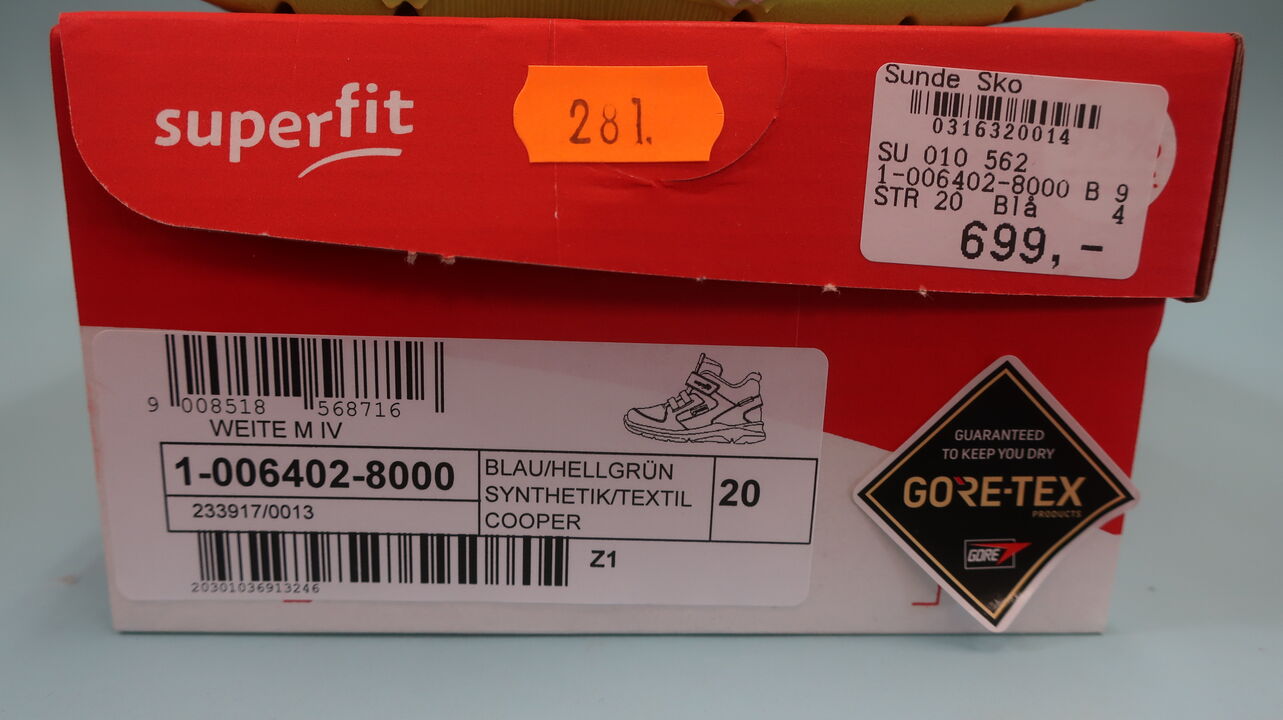 superfit
281.
Sunde Sko
0316320014
SU 010 562
1-006402-8000 B 9
STR 20 Blå 4
699,-
9 008518 568716
WEITE M IV
1-006402-8000
233917/0013
BLAU/HELLGRÜN
SYNTHETIK/TEXTIL
COOPER
20
Z1
20301036913246
GUARANTEED
TO KEEP YOU DRY
GORE-TEX
PRODUCTS
GORE